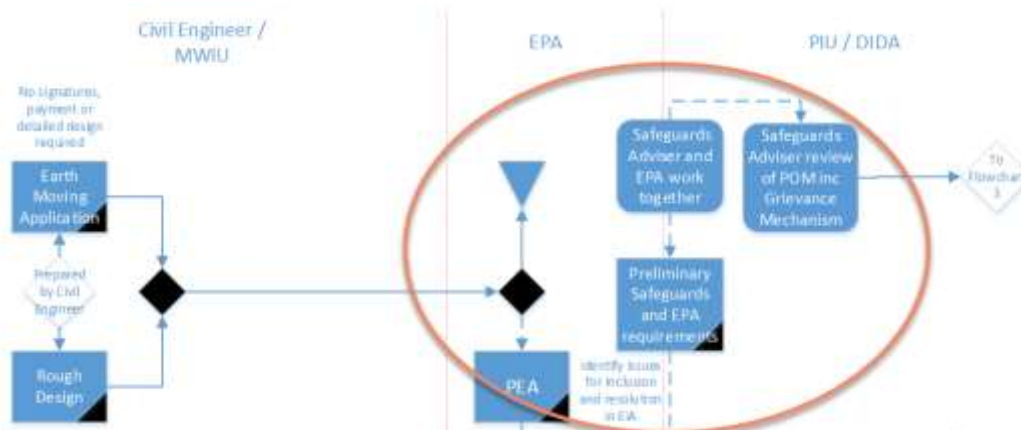 Civil Engineer /
MWIU
EPA
PIU / DIDA
No signatures,
payment or
detailed design
required
Earth
Moving
Application
Prepared
by Civil
Engineer
Rough
Design
PEA
Identify issues
for inclusion
and resolution
in EIA
Safeguards
Adviser and
EPA work
together
Preliminary
Safeguards
and EPA
requirements
Safeguards
Adviser review
of POM inc
Grievance
Mechanism
To
Flowchart
3